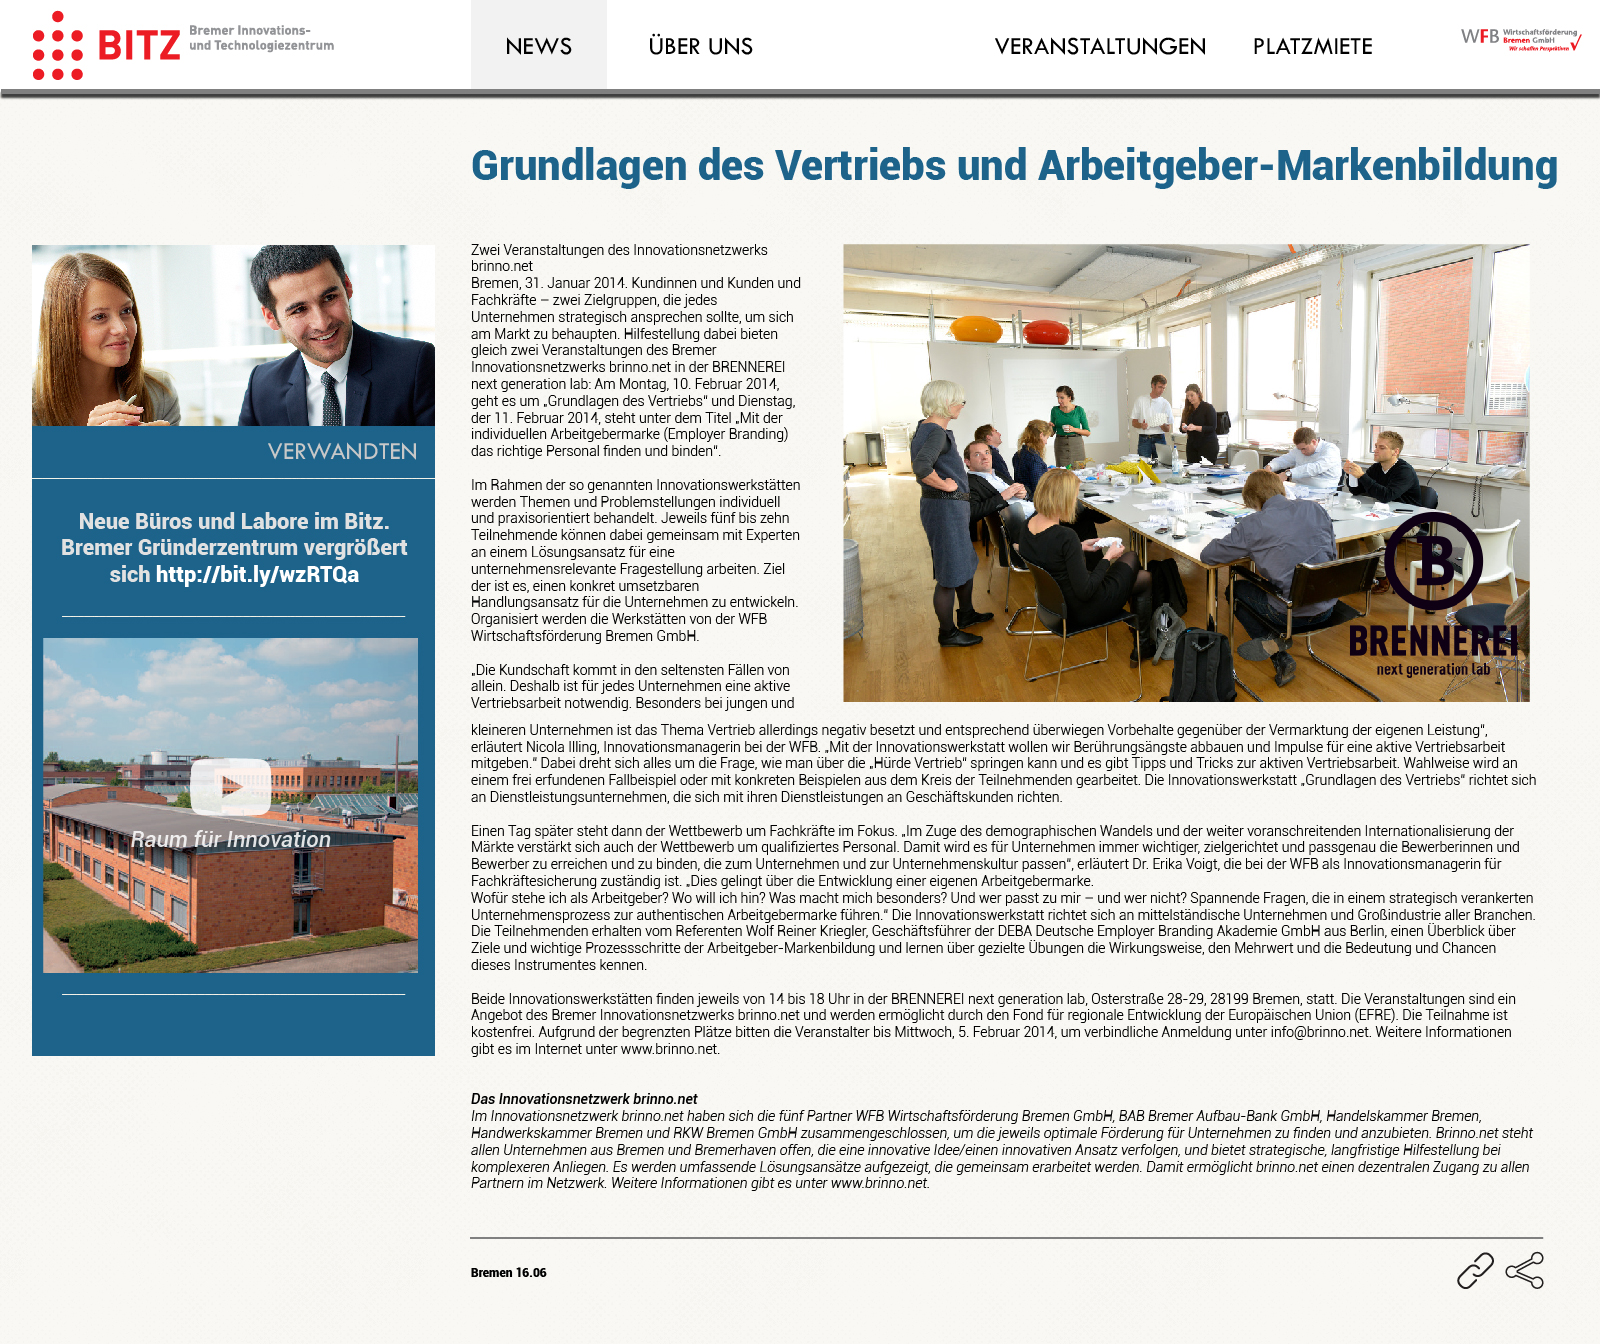 BITZ
Bremer Innovations-
und Technologiezentrum
NEWS
ÜBER UNS
VERANSTALTUNGEN
PLATZMIETE
WFB
Wirtschaftsförderung
Bremen GmbH
Wir schaffen Perspektiven
Grundlagen des Vertriebs und Arbeitgeber-Markenbildung
VERWANDTEN
Neue Büros und Labore im Bitz.
Bremer Gründerzentrum vergrößert
sich http://bit.ly/wzRTQa
Raum für Innovation
Zwei Veranstaltungen des Innovationsnetzwerks
brinno.net
Bremen, 31. Januar 2014. Kundinnen und Kunden und
Fachkräfte – zwei Zielgruppen, die jedes
Unternehmen strategisch ansprechen sollte, um sich
am Markt zu behaupten. Hilfestellung dabei bieten
gleich zwei Veranstaltungen des Bremer
Innovationsnetzwerks brinno.net in der BRENNEREI
next generation lab: Am Montag, 10. Februar 2014,
geht es um „Grundlagen des Vertriebs“ und Dienstag,
der 11. Februar 2014, steht unter dem Titel „Mit der
individuellen Arbeitgebermarke (Employer Branding)
das richtige Personal finden und binden“.
Im Rahmen der so genannten Innovationswerkstätten
werden Themen und Problemstellungen individuell
und praxisorientiert behandelt. Jeweils fünf bis zehn
Teilnehmende können dabei gemeinsam mit Experten
an einem Lösungsansatz für eine
unternehmensrelevante Fragestellung arbeiten. Ziel
der ist es, einen konkret umsetzbaren
Handlungsansatz für die Unternehmen zu entwickeln.
Organisiert werden die Werkstätten von der WFB
Wirtschaftsförderung Bremen GmbH.
„Die Kundschaft kommt in den seltensten Fällen von
allein. Deshalb ist für jedes Unternehmen eine aktive
Vertriebsarbeit notwendig. Besonders bei jungen und
B
BRENNEREI
next generation lab
kleineren Unternehmen ist das Thema Vertrieb allerdings negativ besetzt und entsprechend überwiegen Vorbehalte gegenüber der Vermarktung der eigenen Leistung“,
erläutert Nicola Illing, Innovationsmanagerin bei der WFB. „Mit der Innovationswerkstatt wollen wir Berührungsängste abbauen und Impulse für eine aktive Vertriebsarbeit
mitgeben.“ Dabei dreht sich alles um die Frage, wie man über die „Hürde Vertrieb“ springen kann und es gibt Tipps und Tricks zur aktiven Vertriebsarbeit. Wahlweise wird an
einem frei erfundenen Fallbeispiel oder mit konkreten Beispielen aus dem Kreis der Teilnehmenden gearbeitet. Die Innovationswerkstatt „Grundlagen des Vertriebs“ richtet sich
an Dienstleistungsunternehmen, die sich mit ihren Dienstleistungen an Geschäftskunden richten.
Einen Tag später steht dann der Wettbewerb um Fachkräfte im Fokus. „Im Zuge des demographischen Wandels und der weiter voranschreitenden Internationalisierung der
Märkte verstärkt sich auch der Wettbewerb um qualifiziertes Personal. Damit wird es für Unternehmen immer wichtiger, zielgerichtet und passgenau die Bewerberinnen und
Bewerber zu erreichen und zu binden, die zum Unternehmen und zur Unternehmenskultur passen“, erläutert Dr. Erika Voigt, die bei der WFB als Innovationsmanagerin für
Fachkräftesicherung zuständig ist. „Dies gelingt über die Entwicklung einer eigenen Arbeitgebermarke.
Wofür stehe ich als Arbeitgeber? Wo will ich hin? Was macht mich besonders? Und wer passt zu mir – und wer nicht? Spannende Fragen, die in einem strategisch verankerten
Unternehmensprozess zur authentischen Arbeitgebermarke führen.“ Die Innovationswerkstatt richtet sich an mittelständische Unternehmen und Großindustrie aller Branchen.
Die Teilnehmenden erhalten vom Referenten Wolf Reiner Kriegler, Geschäftsführer der DEBA Deutsche Employer Branding Akademie GmbH aus Berlin, einen Überblick über
Ziele und wichtige Prozessschritte der Arbeitgeber-Markenbildung und lernen über gezielte Übungen die Wirkungsweise, den Mehrwert und die Bedeutung und Chancen
dieses Instrumentes kennen.
Beide Innovationswerkstätten finden jeweils von 14 bis 18 Uhr in der BRENNEREI next generation lab, Osterstraße 28-29, 28199 Bremen, statt. Die Veranstaltungen sind ein
Angebot des Bremer Innovationsnetzwerks brinno.net und werden ermöglicht durch den Fond für regionale Entwicklung der Europäischen Union (EFRE). Die Teilnahme ist
kostenfrei. Aufgrund der begrenzten Plätze bitten die Veranstalter bis Mittwoch, 5. Februar 2014, um verbindliche Anmeldung unter info@brinno.net. Weitere Informationen
gibt es im Internet unter www.brinno.net.
Das Innovationsnetzwerk brinno.net
Im Innovationsnetzwerk brinno.net haben sich die fünf Partner WFB Wirtschaftsförderung Bremen GmbH, BAB Bremer Aufbau-Bank GmbH, Handelskammer Bremen,
Handwerkskammer Bremen und RKW Bremen GmbH zusammengeschlossen, um die jeweils optimale Förderung für Unternehmen zu finden und anzubieten. Brinno.net steht
allen Unternehmen aus Bremen und Bremerhaven offen, die eine innovative Idee/einen innovativen Ansatz verfolgen, und bietet strategische, langfristige Hilfestellung bei
komplexeren Anliegen. Es werden umfassende Lösungsansätze aufgezeigt, die gemeinsam erarbeitet werden. Damit ermöglicht brinno.net einen dezentralen Zugang zu allen
Partnern im Netzwerk. Weitere Informationen gibt es unter www.brinno.net.
Bremen 16.06